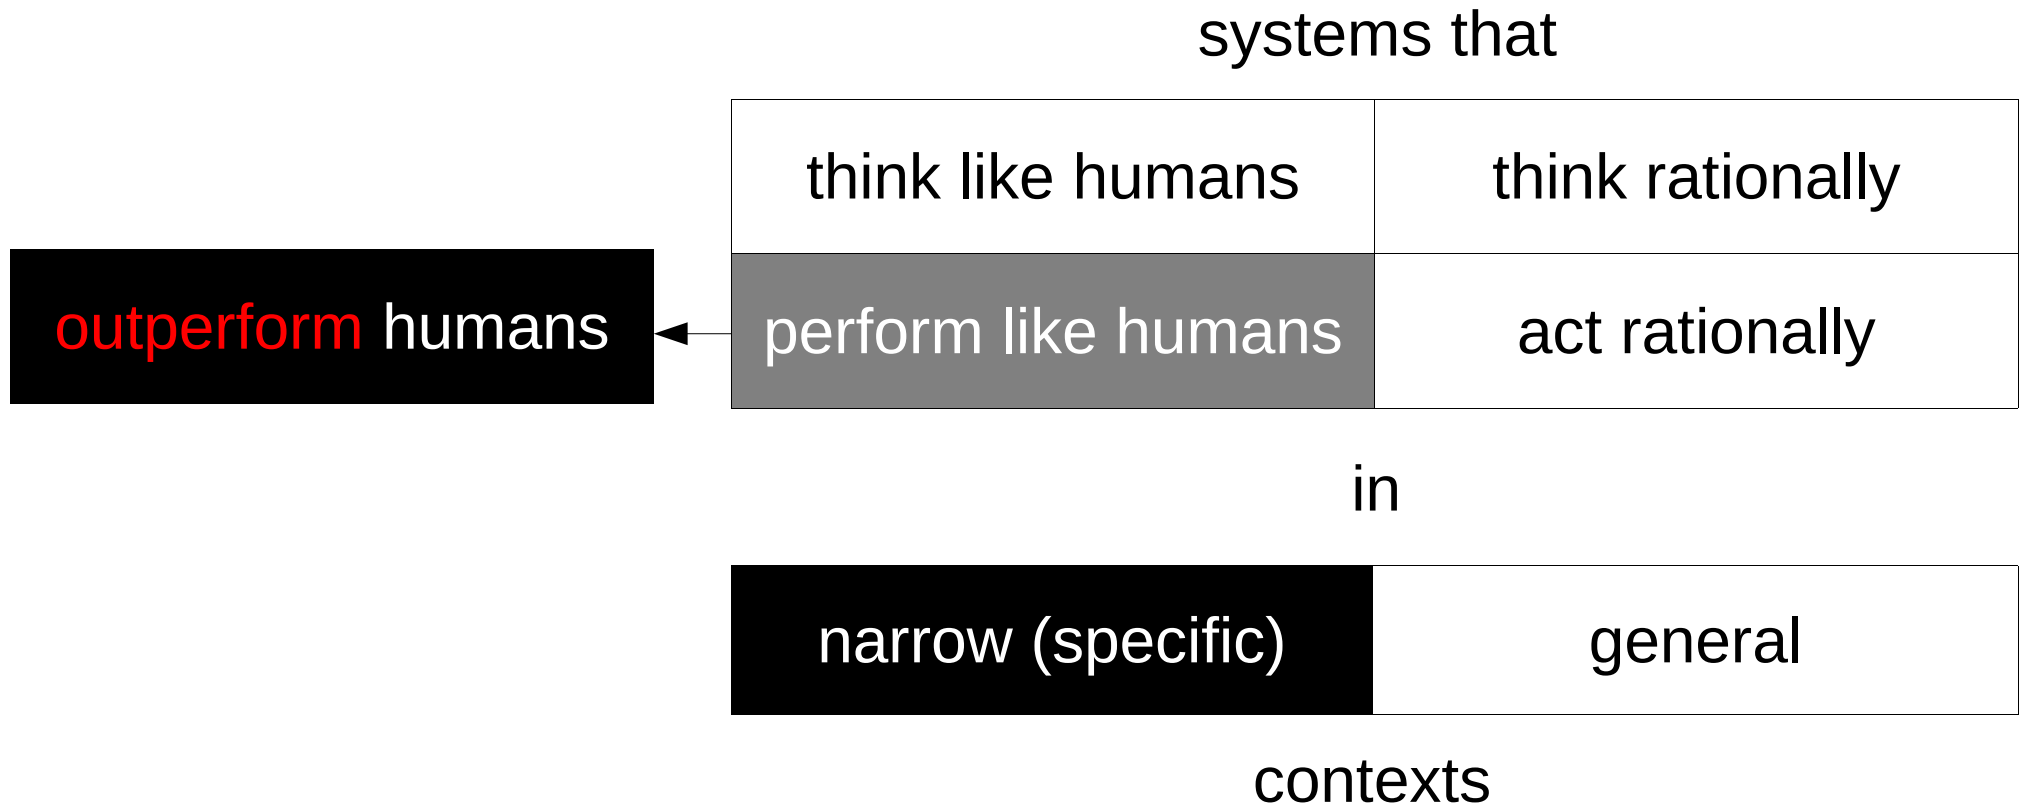 systems that
think like humans
think rationally
outperform humans
perform like humans
act rationally
in
narrow (specific)
general
contexts